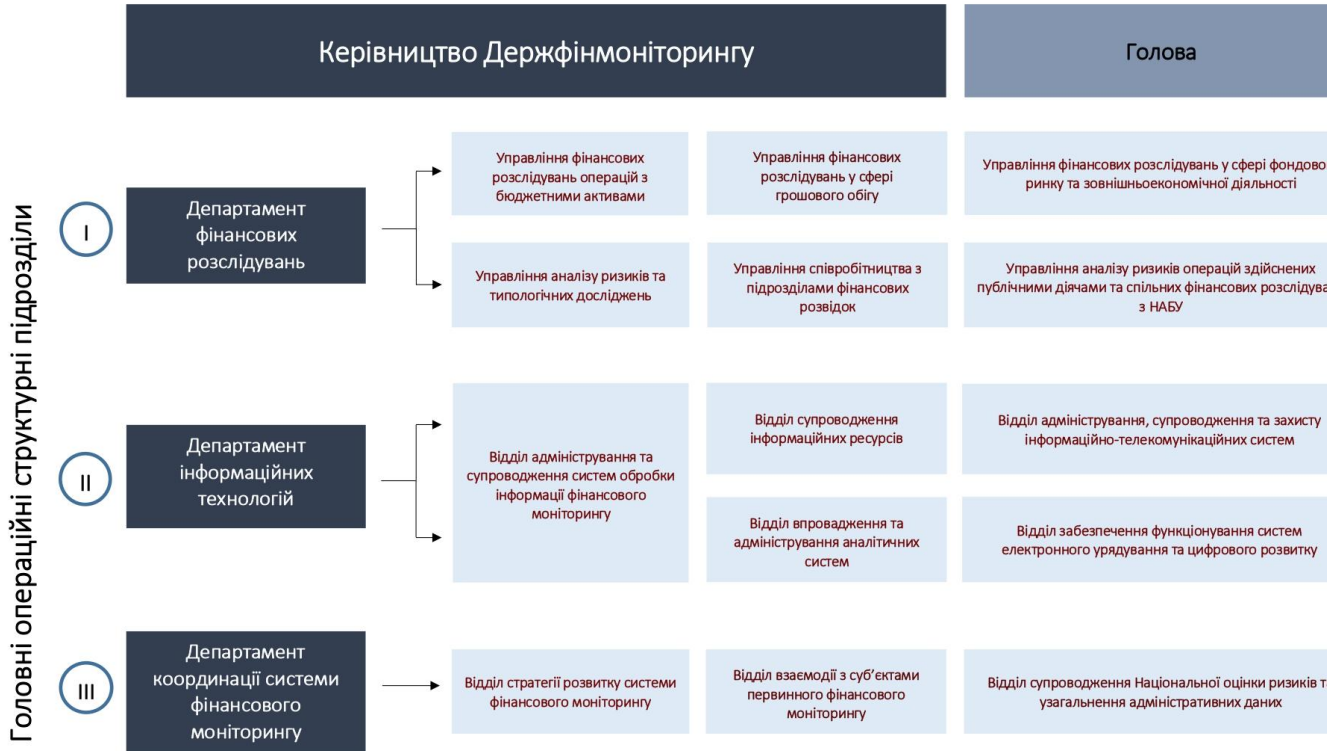 Керівництво Держфінмоніторингу
Голова
Головні операційні структурні підрозділи
I
Департамент
фінансових
розслідувань
Управління фінансових
розслідувань операцій з
бюджетними активами
Управління фінансових
розслідувань у сфері
грошового обігу
Управління фінансових розслідувань у сфері фондово
ринку та зовнішньоекономічної діяльності
Управління аналізу ризиків та
типологічних досліджень
Управління співробітництва з
підрозділами фінансових
розвідок
Управління аналізу ризиків операцій здійснених
публічними діячами та спільних фінансових розслідува
з НАБУ
II
Департамент
інформаційних
технологій
Відділ адміністрування та
супроводження систем обробки
інформації фінансового
моніторингу
Відділ супроводження
інформаційних ресурсів
Відділ адміністрування, супроводження та захисту
інформаційно-телекомунікаційних систем
Відділ впровадження та
адміністрування аналітичних
систем
Відділ забезпечення функціонування систем
електронного урядування та цифрового розвитку
III
Департамент
координації системи
фінансового
моніторингу
Відділ стратегії розвитку системи
фінансового моніторингу
Відділ взаємодії з суб’єктами
первинного фінансового
моніторингу
Відділ супроводження Національної оцінки ризиків та
узагальнення адміністративних даних